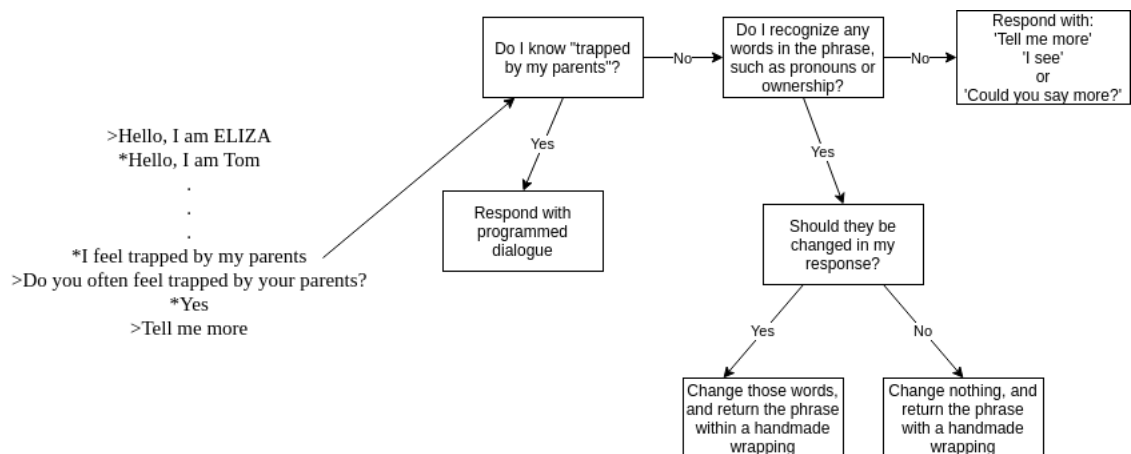 >Hello, I am ELIZA
*Hello, I am Tom
.
.
.
*I feel trapped by my parents
>Do you often feel trapped by your parents?
*Yes
>Tell me more
Do I know "trapped
by my parents"?
No
Do I recognize any
words in the phrase,
such as pronouns or
ownership?
No
Respond with:
'Tell me more'
'I see'
or
'Could you say more?'
Yes
Respond with
programmed
dialogue
Yes
Should they be
changed in my
response?
Yes
No
Change those words,
and return the phrase
within a handmade
wrapping
Change nothing, and
return the phrase
with a handmade
wrapping